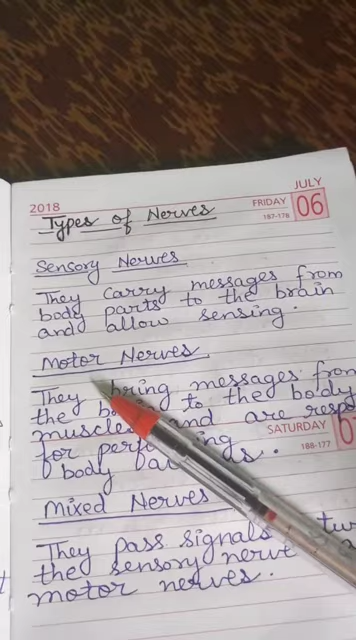 JULY
2018
FRIDAY 06
187-178
Types of Nerves
Sensory Nerves
They carry messages from
body parts to the brain
and allow sensing.
Motor Nerves
They bring messages from
the to the body
muscles and are
SATURDAY
188-177
for
body
Mixed Nerves
They pass signals
the sensory nerve
motor nerves.